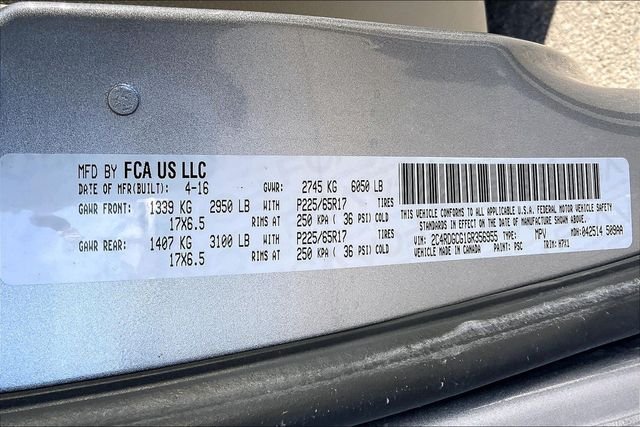 MFD BY FCA US LLC
DATE OF MFR(BUILT): 4-16 GVWR: 2745 KG 6050 LB
GAWR FRONT: 1339 KG 2950 LB WITH P225/65R17 TIRES
17X6.5 RIMS AT 250 KPA ( 36 PSI) COLD
GAWR REAR: 1407 KG 3100 LB WITH P225/65R17 TIRES
17X6.5 RIMS AT 250 KPA ( 36 PSI) COLD
THIS VEHICLE CONFORMS TO ALL APPLICABLE U.S.A. FEDERAL MOTOR VEHICLE SAFETY
STANDARDS IN EFFECT ON THE DATE OF MANUFACTURE SHOWN ABOVE.
VIN: 2C4RDGCG1GR356955 TYPE: MPV MDH: 042514 509AA
VEHICLE MADE IN CANADA PAINT: PSC TRIM: H7X1